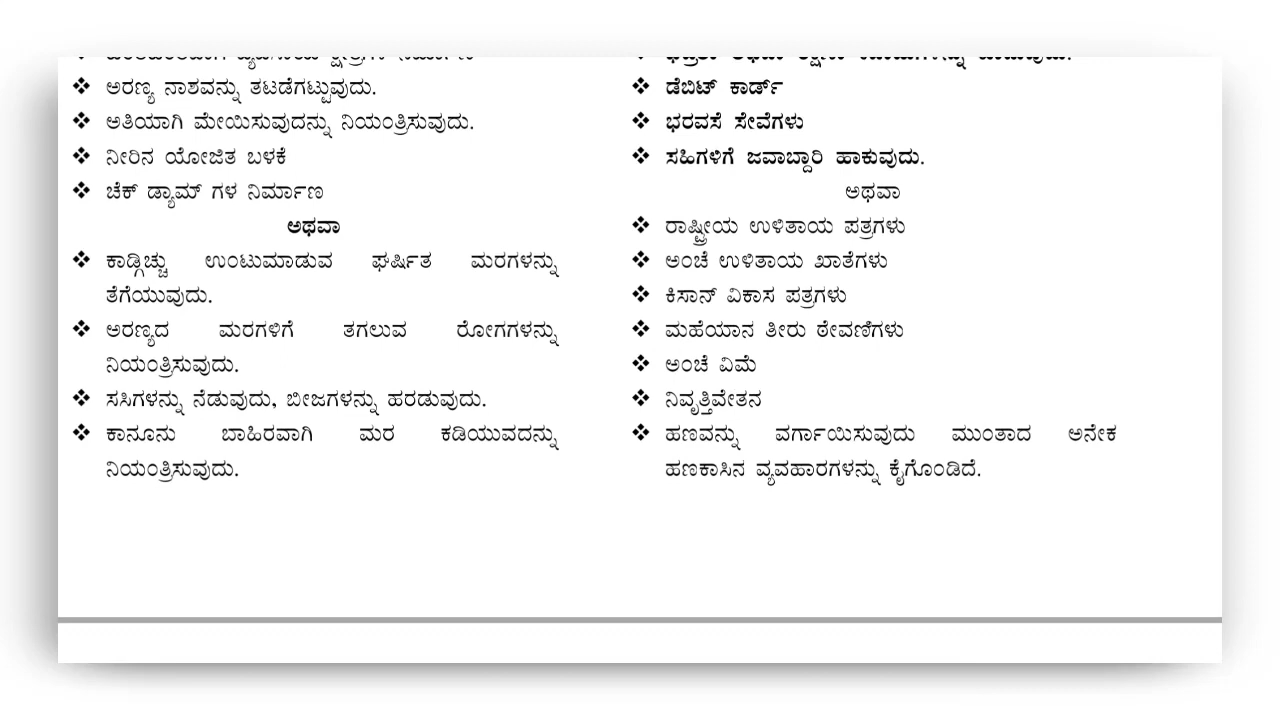 ❖ ಅರಣ್ಯ ನಾಶವನ್ನು ತಟಡೆಗಟ್ಟುವುದು.
❖ ಅತಿಯಾಗಿ ಮೇಯಿಸುವುದನ್ನು ನಿಯಂತ್ರಿಸುವುದು.
❖ ನೀರಿನ ಯೋಜಿತ ಬಳಕೆ
❖ ಚೆಕ್ ಡ್ಯಾಮ್ ಗಳ ನಿರ್ಮಾಣ
ಅಥವಾ
❖ ಕಾಡ್ಗಿಚ್ಚು ಉಂಟುಮಾಡುವ ಘರ್ಷಿತ ಮರಗಳನ್ನು
ತೆಗೆಯುವುದು.
❖ ಅರಣ್ಯದ ಮರಗಳಿಗೆ ತಗಲುವ ರೋಗಗಳನ್ನು
ನಿಯಂತ್ರಿಸುವುದು.
❖ ಸಸಿಗಳನ್ನು ನೆಡುವುದು, ಬೀಜಗಳನ್ನು ಹರಡುವುದು.
❖ ಕಾನೂನು ಬಾಹಿರವಾಗಿ ಮರ ಕಡಿಯುವದನ್ನು
ನಿಯಂತ್ರಿಸುವುದು.
❖ ಡೆಬಿಟ್ ಕಾರ್ಡ್
❖ ಭರವಸೆ ಸೇವೆಗಳು
❖ ಸಹಿಗಳಿಗೆ ಜವಾಬ್ದಾರಿ ಹಾಕುವುದು.
ಅಥವಾ
❖ ರಾಷ್ಟ್ರೀಯ ಉಳಿತಾಯ ಪತ್ರಗಳು
❖ ಅಂಚೆ ಉಳಿತಾಯ ಖಾತೆಗಳು
❖ ಕಿಸಾನ್ ವಿಕಾಸ ಪತ್ರಗಳು
❖ ಮಹೆಯಾನ ತೀರು ಠೇವಣಿಗಳು
❖ ಅಂಚೆ ವಿಮೆ
❖ ನಿವೃತ್ತಿವೇತನ
❖ ಹಣವನ್ನು ವರ್ಗಾಯಿಸುವುದು ಮುಂತಾದ ಅನೇಕ
ಹಣಕಾಸಿನ ವ್ಯವಹಾರಗಳನ್ನು ಕೈಗೊಂಡಿದೆ.